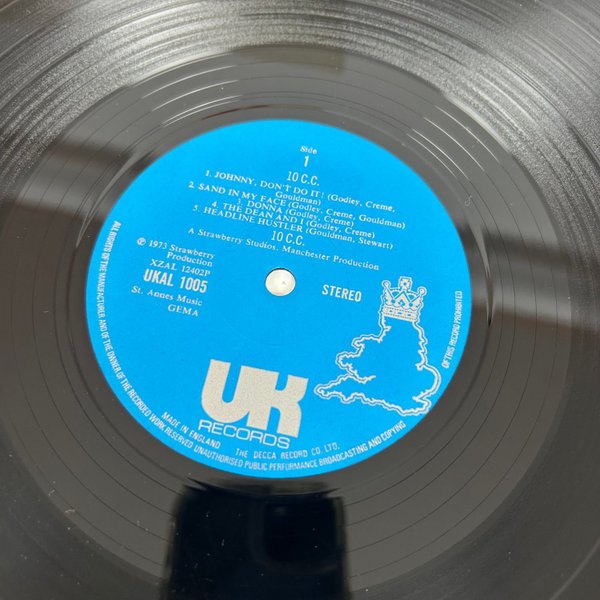 Side
1
10 C.C.
1. JOHNNY, DON'T DO IT! (Godley, Creme,
Gouldman)
2. SAND IN MY FACE (Godley, Creme, Gouldman)
3. DONNA (Godley, Creme)
4. THE DEAN AND I (Godley, Creme)
5. HEADLINE HUSTLER (Gouldman, Stewart)
10 C.C.
A Strawberry Studios, Manchester Production
℗ 1973 Strawberry
Production
XZAL 12402P
UKAL 1005
STEREO
St. Annes Music
GEMA
UK
RECORDS
MADE IN ENGLAND THE DECCA RECORD CO. LTD.
ALL RIGHTS OF THE MANUFACTURER AND OF THE OWNER OF THE RECORDED WORK RESERVED UNAUTHORISED PUBLIC PERFORMANCE BROADCASTING AND COPYING OF THIS RECORD PROHIBITED